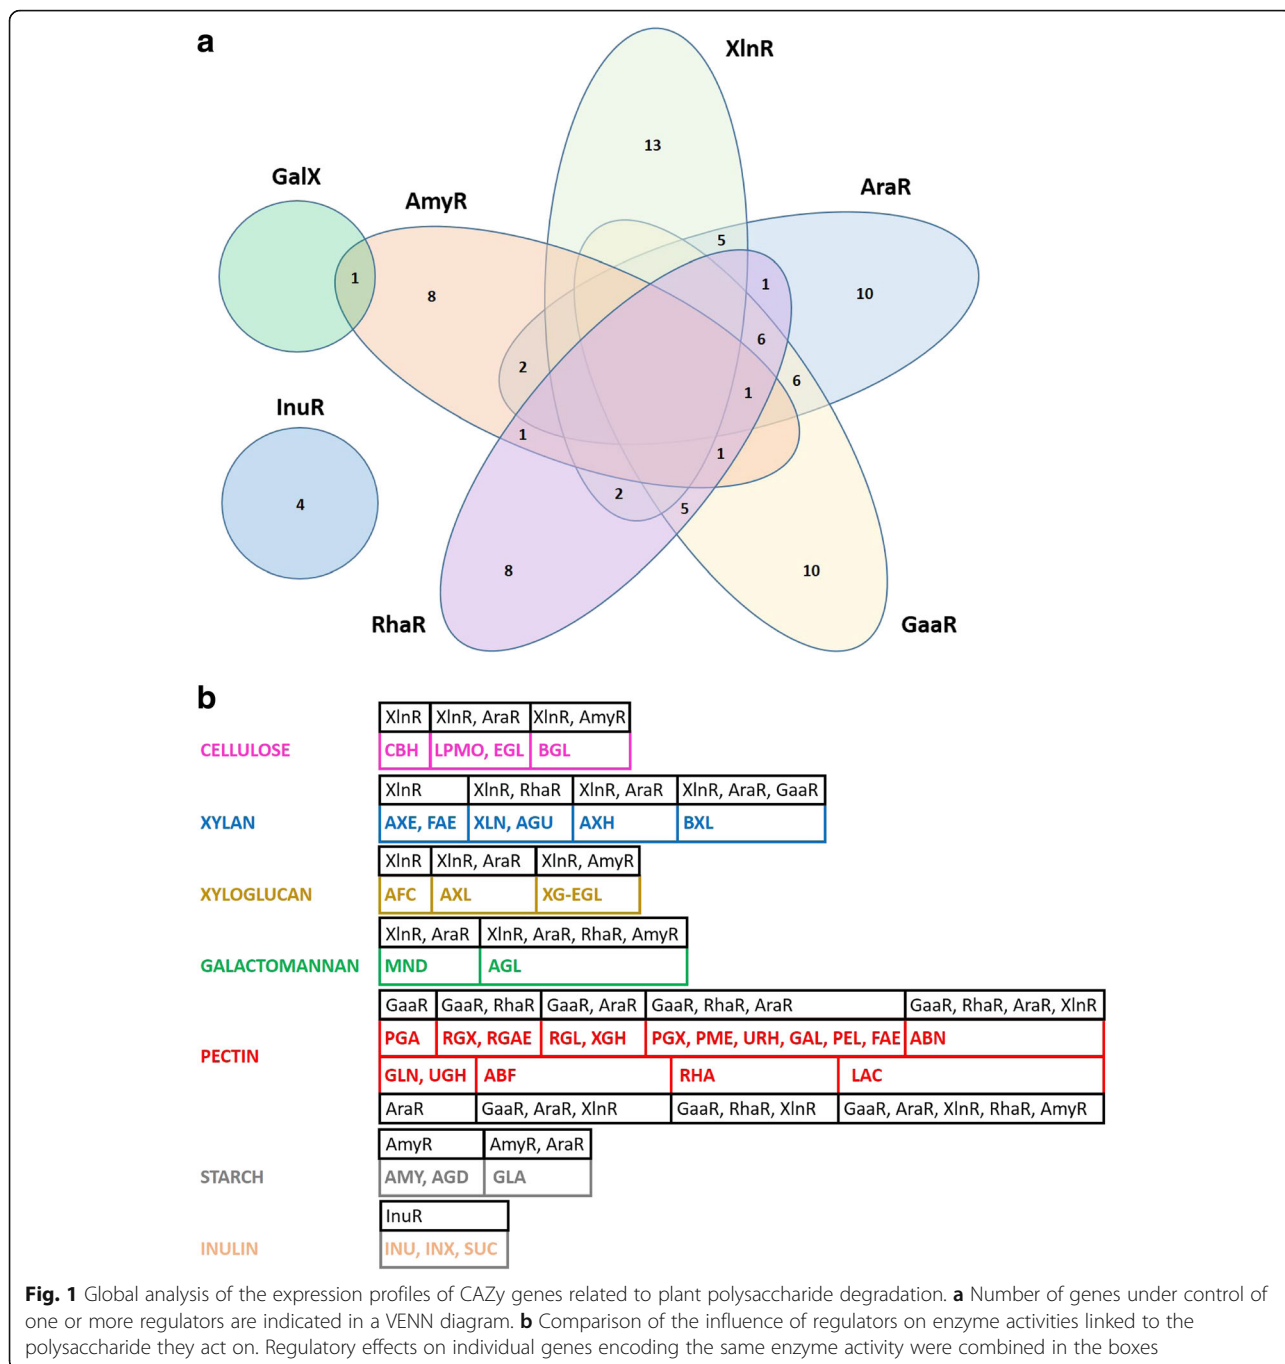 a
XlnR
13
GalX
AmyR
AraR
5
1
8
1
10
6
2
6
1
InuR
1
1
4
2
5
8
10
RhaR
GaaR
b
XlnR XlnR, AraR XlnR, AmyR
CELLULOSE CBH LPMO, EGL BGL
XlnR XlnR, RhaR XlnR, AraR XlnR, AraR, GaaR
XYLAN AXE, FAE XLN, AGU AXH BXL
XlnR XlnR, AraR XlnR, AmyR
XYLOGLUCAN AFC AXL XG-EGL
XlnR, AraR XlnR, AraR, RhaR, AmyR
GALACTOMANNAN MND AGL
GaaR GaaR, RhaR GaaR, AraR GaaR, RhaR, AraR GaaR, RhaR, AraR, XlnR
PGA RGX, RGAE RGL, XGH PGX, PME, URH, GAL, PEL, FAE ABN
PECTIN
GLN, UGH ABF RHA LAC
AraR GaaR, AraR, XlnR GaaR, RhaR, XlnR GaaR, AraR, XlnR, RhaR, AmyR
AmyR AmyR, AraR
STARCH AMY, AGD GLA
InuR
INULIN INU, INX, SUC
Fig. 1 Global analysis of the expression profiles of CAZy genes related to plant polysaccharide degradation. a Number of genes under control of
one or more regulators are indicated in a VENN diagram. b Comparison of the influence of regulators on enzyme activities linked to the
polysaccharide they act on. Regulatory effects on individual genes encoding the same enzyme activity were combined in the boxes